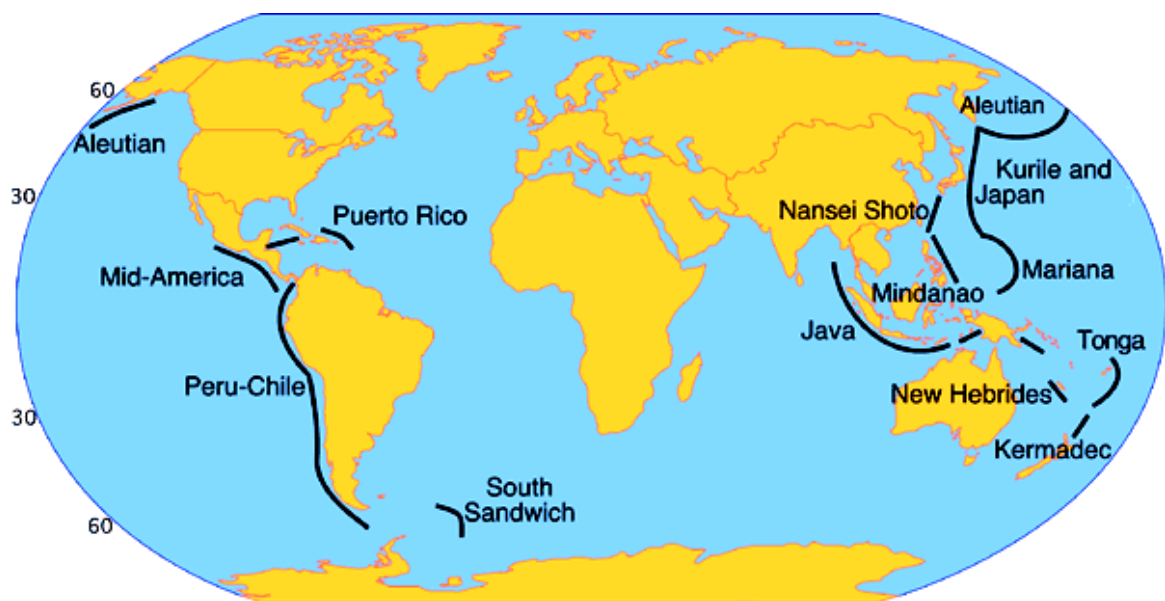 60
Aleutian
30
Puerto Rico
Mid-America
Peru-Chile
30
South
Sandwich
60
Aleutian
Kurile and
Japan
Nansei Shoto
Mariana
Mindanao
Java
Tonga
New Hebrides
Kermadec